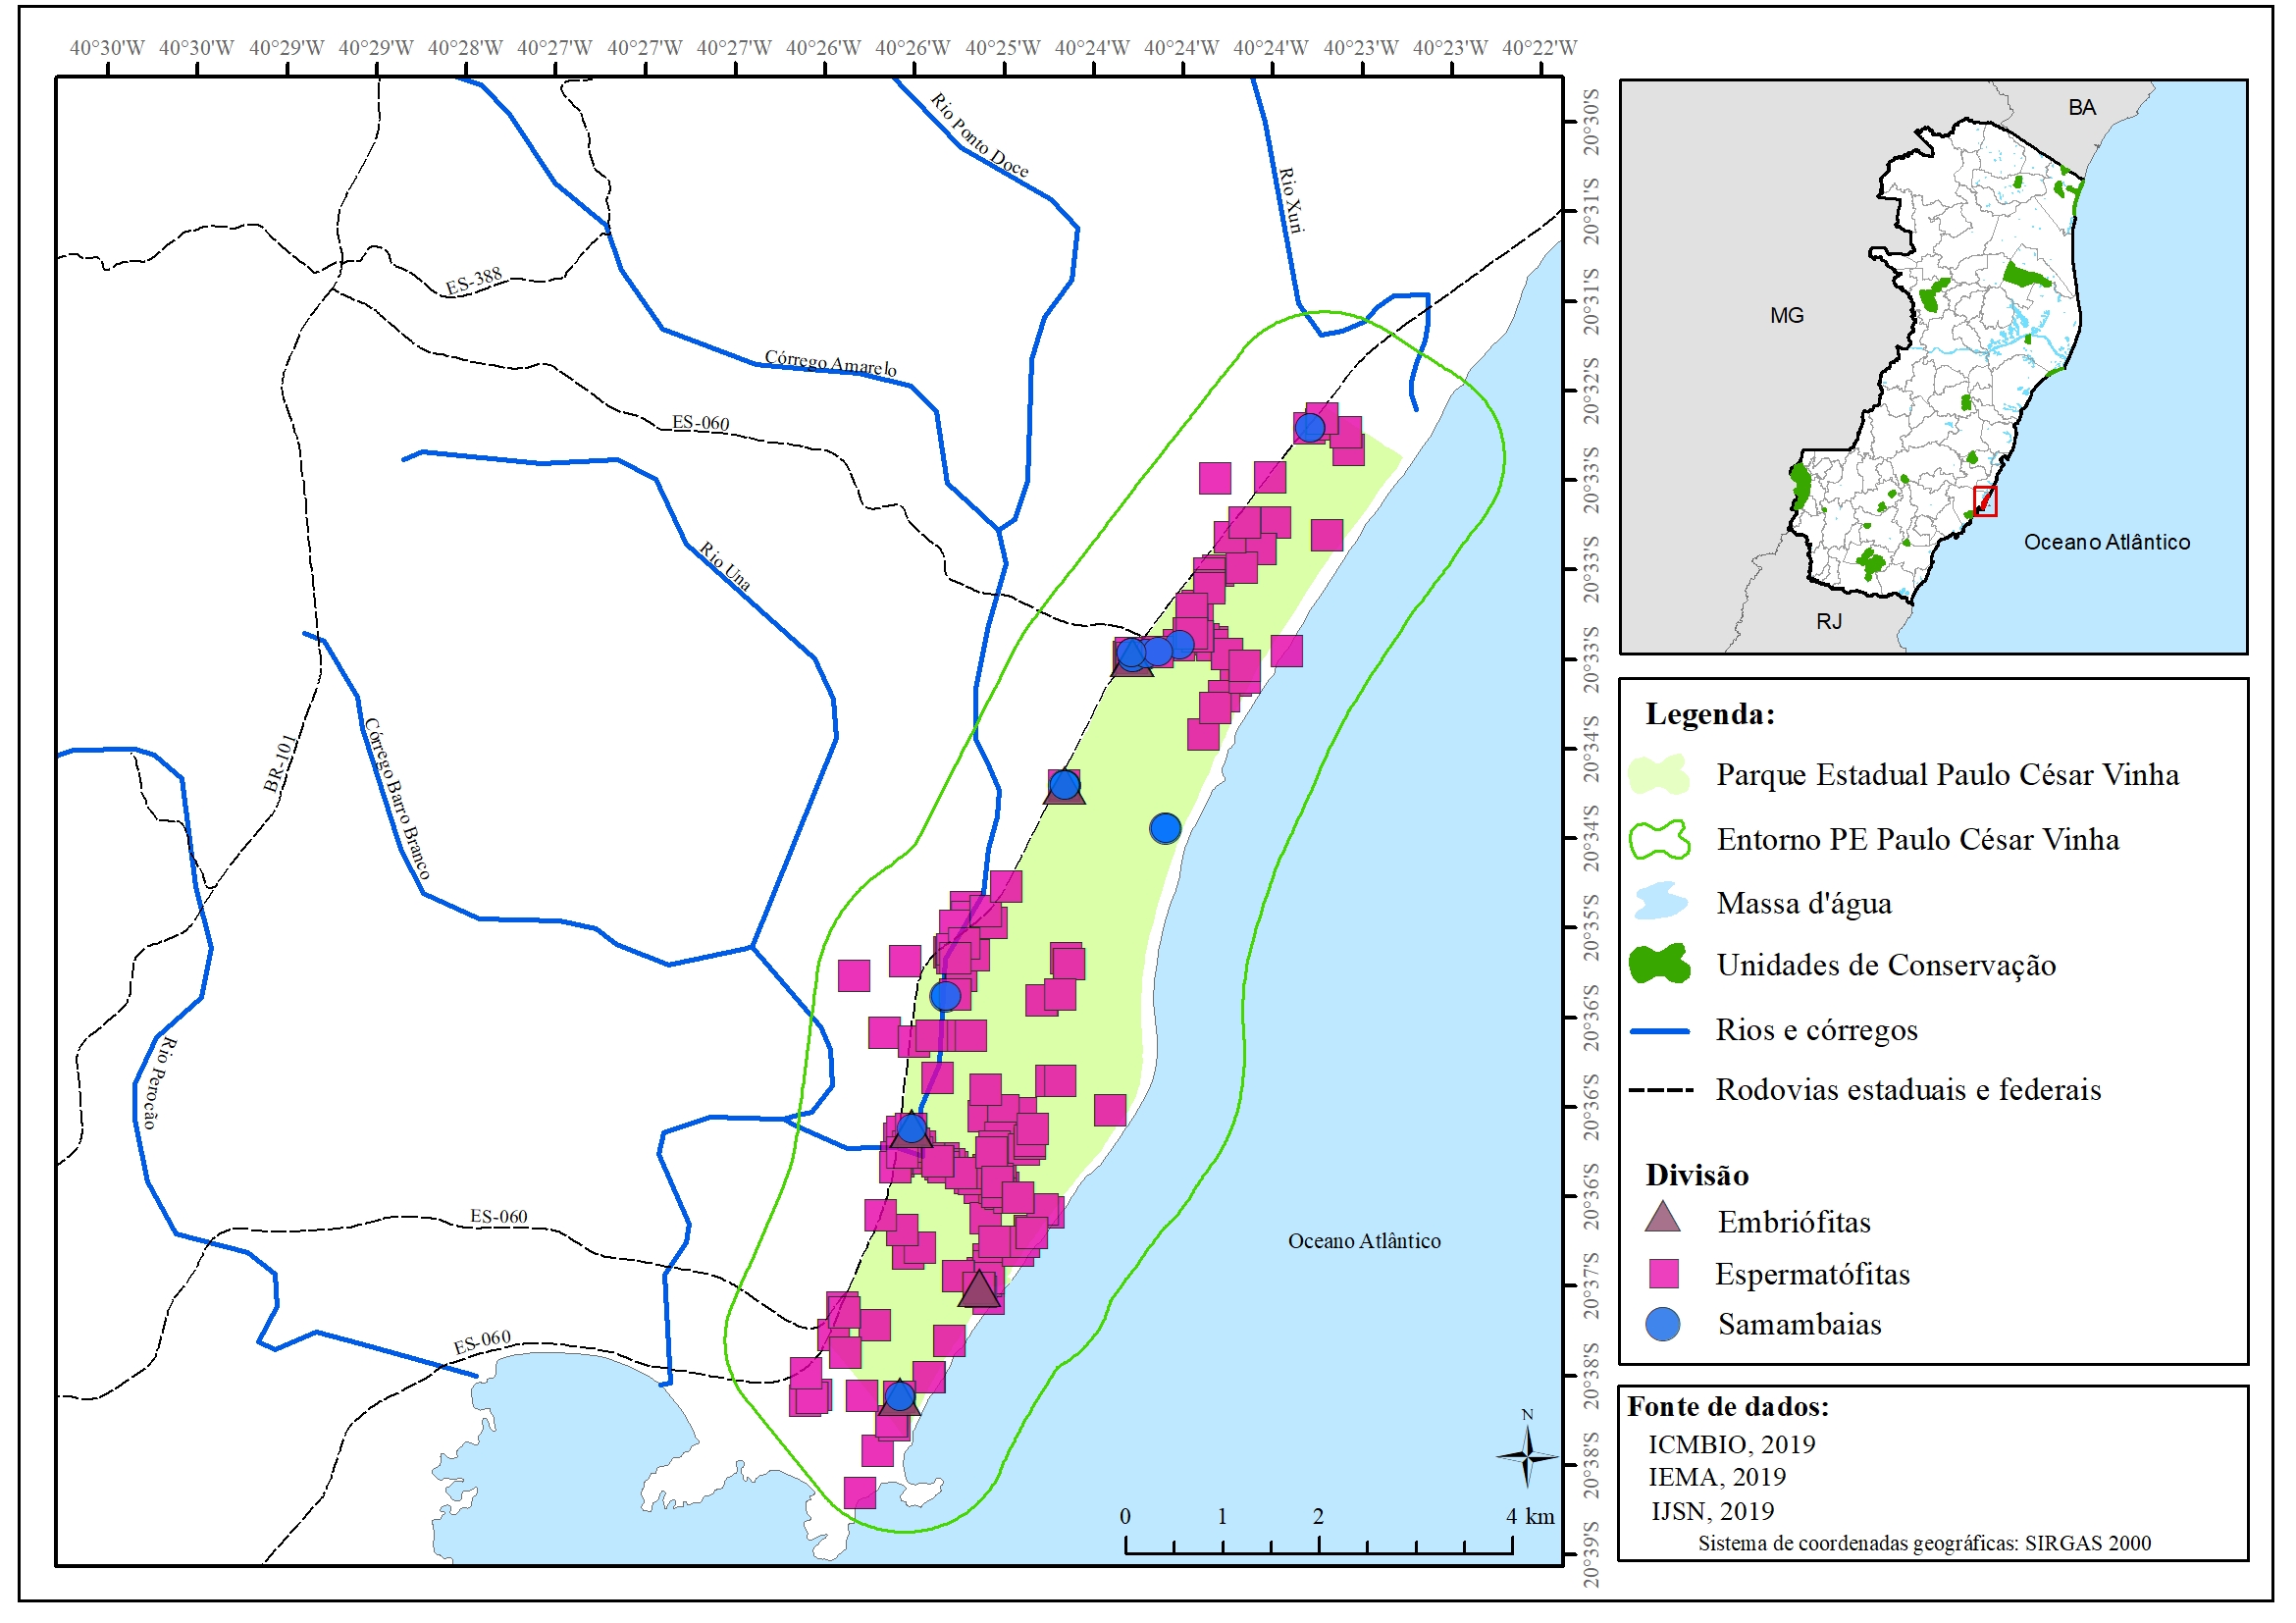 40°30'W 40°30'W 40°29'W 40°29'W 40°28'W 40°27'W 40°27'W 40°27'W 40°26'W 40°26'W 40°25'W 40°24'W 40°24'W 40°24'W 40°23'W 40°23'W 40°22'W
20°30'S
20°31'S
20°31'S
20°32'S
20°33'S
20°33'S
20°33'S
20°34'S
20°34'S
20°35'S
20°36'S
20°36'S
20°36'S
20°37'S
20°38'S
20°38'S
20°39'S
Rio Ponto Doce
Rio Xuri
ES-388
Córrego Amarelo
ES-060
Rio Una
BR-101
Córrego Barro Branco
Rio Perocão
ES-060
ES-060
Oceano Atlântico
N
0 1 2 4 km
BA
MG
Oceano Atlântico
RJ
Legenda:
Parque Estadual Paulo César Vinha
Entorno PE Paulo César Vinha
Massa d'água
Unidades de Conservação
Rios e córregos
Rodovias estaduais e federais
Divisão
Embriófitas
Espermatófitas
Samambaias
Fonte de dados:
ICMBIO, 2019
IEMA, 2019
IJSN, 2019
Sistema de coordenadas geográficas: SIRGAS 2000